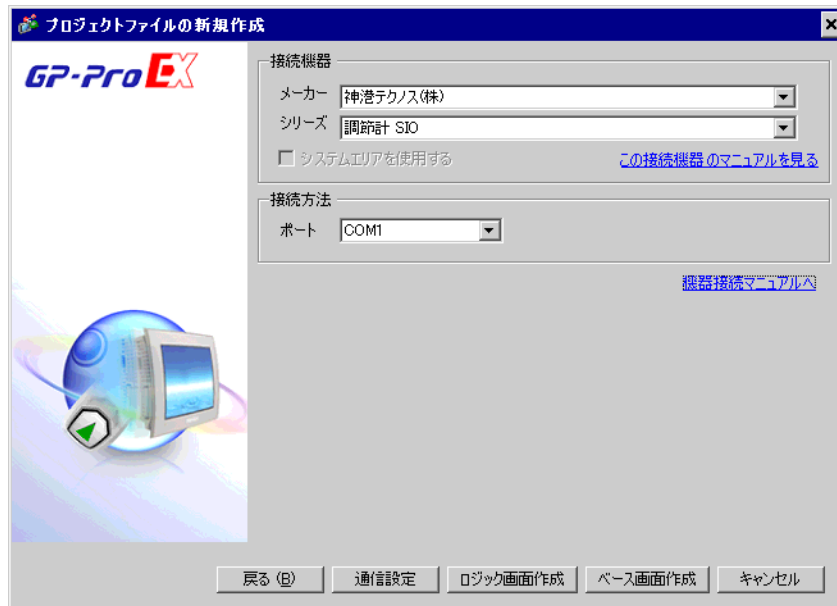 プロジェクトファイルの新規作成
GP-Pro EX
接続機器
メーカー 神港テクノス(株)
シリーズ 調節計 SIO
システムエリアを使用する この接続機器のマニュアルを見る
接続方法
ポート COM1
機器接続マニュアルへ
戻る (B) 通信設定 ロジック画面作成 ベース画面作成 キャンセル